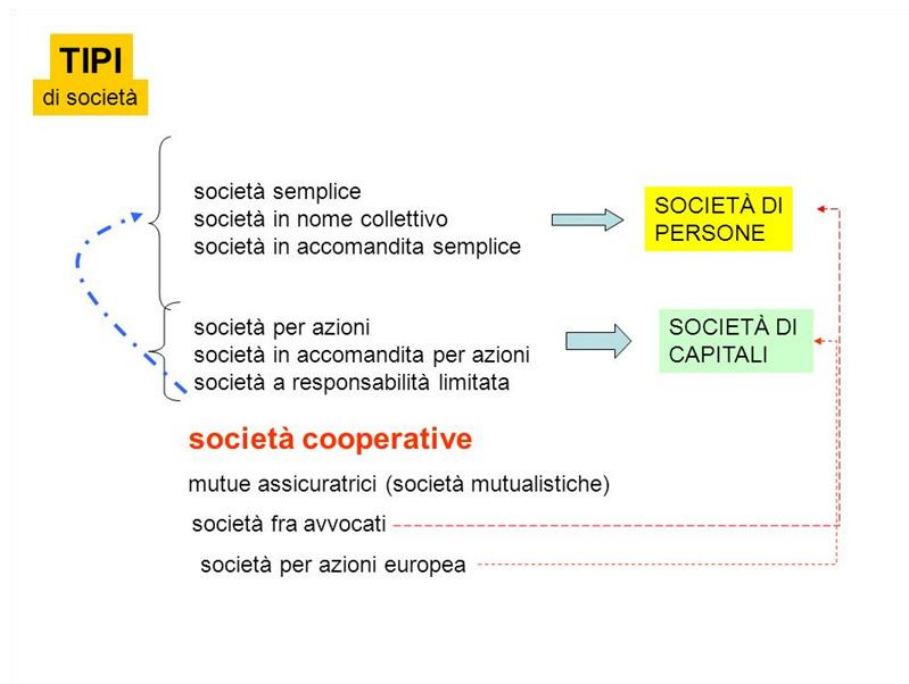 TIPI
di società
società semplice
società in nome collettivo
società in accomandita semplice
SOCIETÀ DI
PERSONE
società per azioni
società in accomandita per azioni
società a responsabilità limitata
SOCIETÀ DI
CAPITALI
società cooperative
mutue assicuratrici (società mutualistiche)
società fra avvocati
società per azioni europea